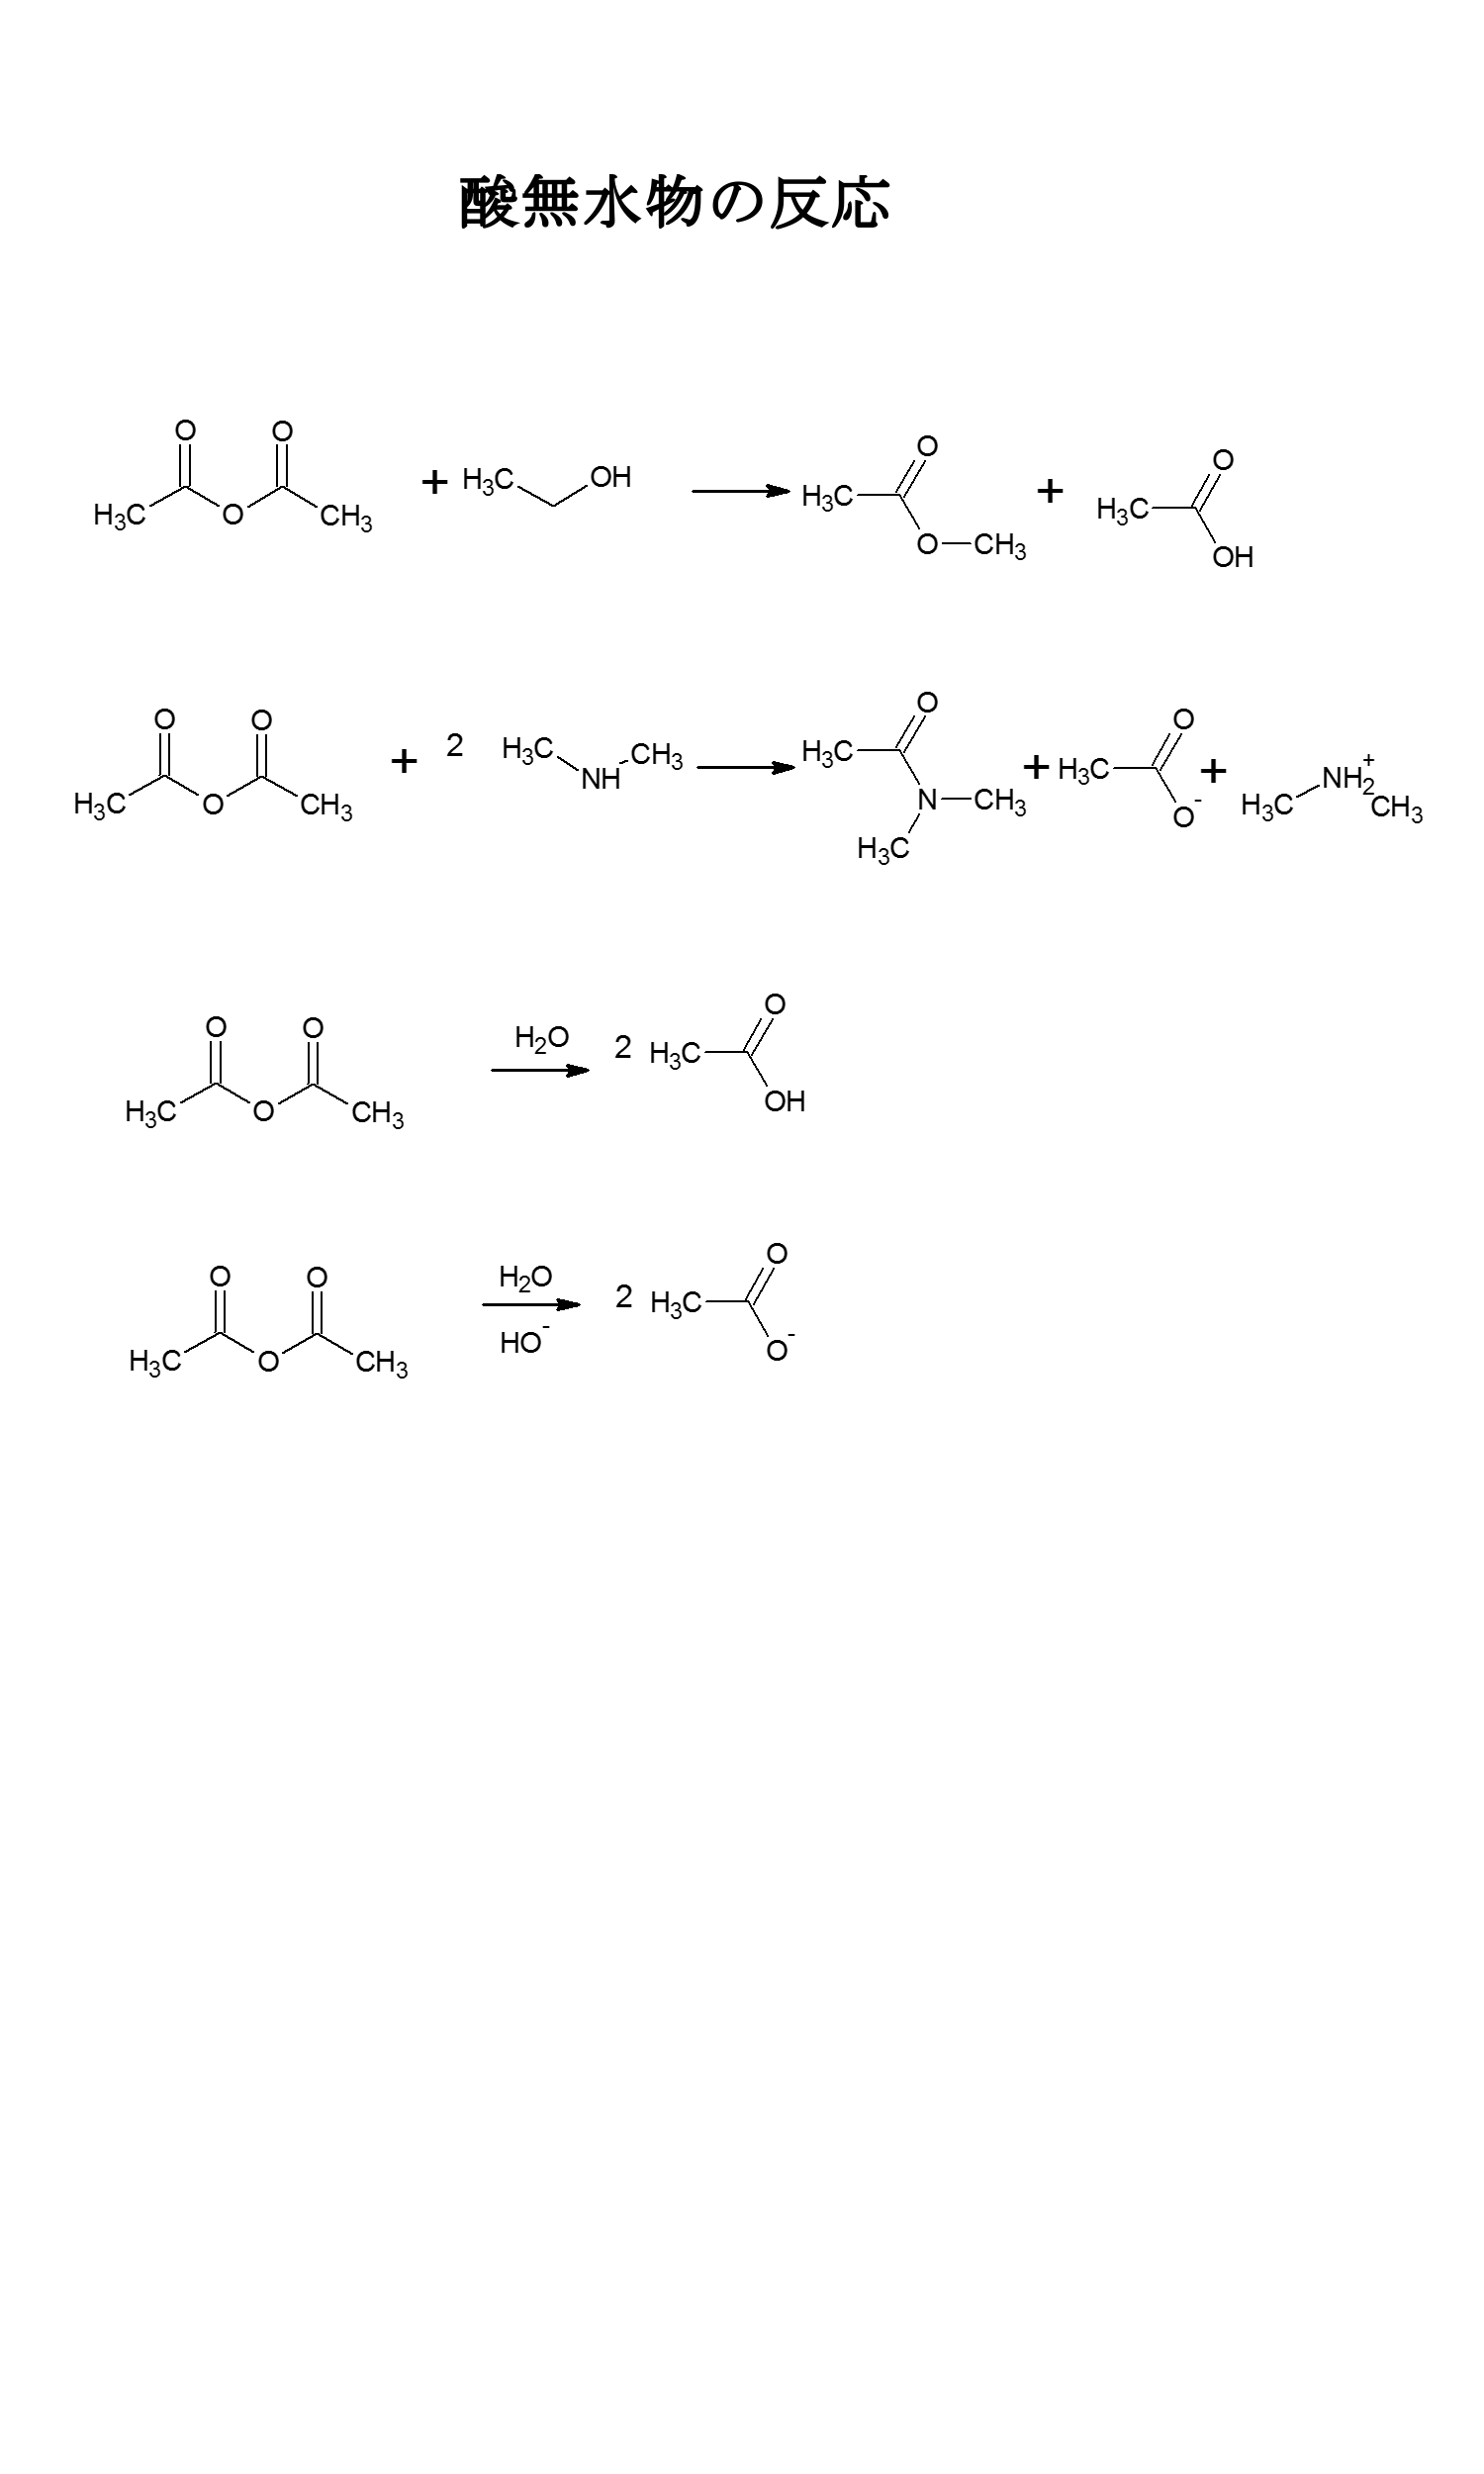 酸無水物の反応
O O O O
H₃C O CH₃ + H₃C OH H₃C O CH₃ + H₃C OH
O O O O
H₃C O CH₃ + 2 H₃C NH CH₃ H₃C N CH₃ H₃C + H₃C O⁻ + H₃C NH₂⁺ CH₃
O O H₂O O
H₃C O CH₃ 2 H₃C OH
O O H₂O O
H₃C O CH₃ HO⁻ 2 H₃C O⁻